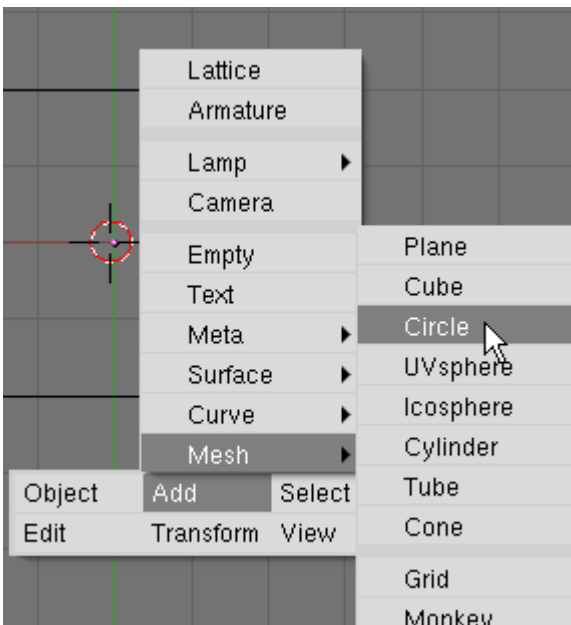 Lattice
Armature
Lamp
Camera
Empty
Text
Meta
Surface
Curve
Mesh
Object Add Select
Edit Transform View
Plane
Cube
Circle
UVsphere
Icosphere
Cylinder
Tube
Cone
Grid
Monkey